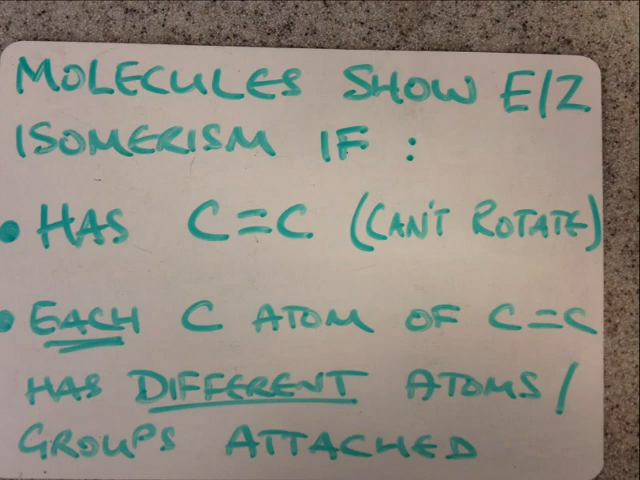 MOLECULES SHOW E/Z
ISOMERISM IF :
• HAS C=C (CAN'T ROTATE)
• EACH C ATOM OF C=C
HAS DIFFERENT ATOMS/
GROUPS ATTACHED